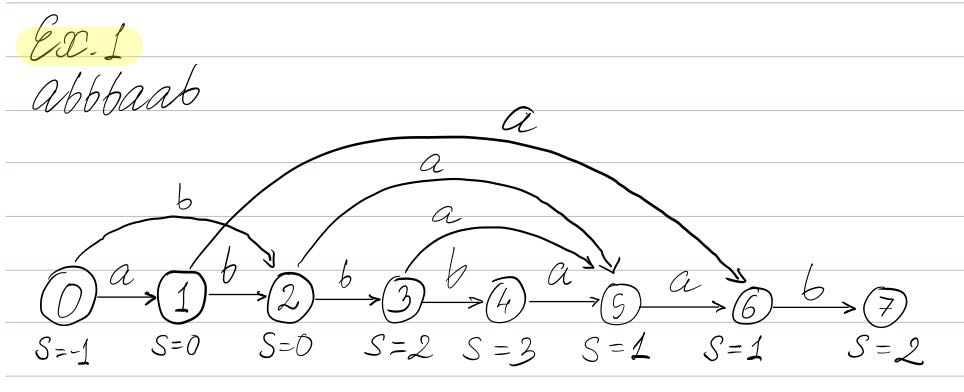 Ex. 1
abbbaab
a
a
b
a
0 a 1 b 2 b 3 b 4 a 5 a 6 b 7
S=-1 S=0 S=0 S=2 S=3 S=1 S=1 S=2